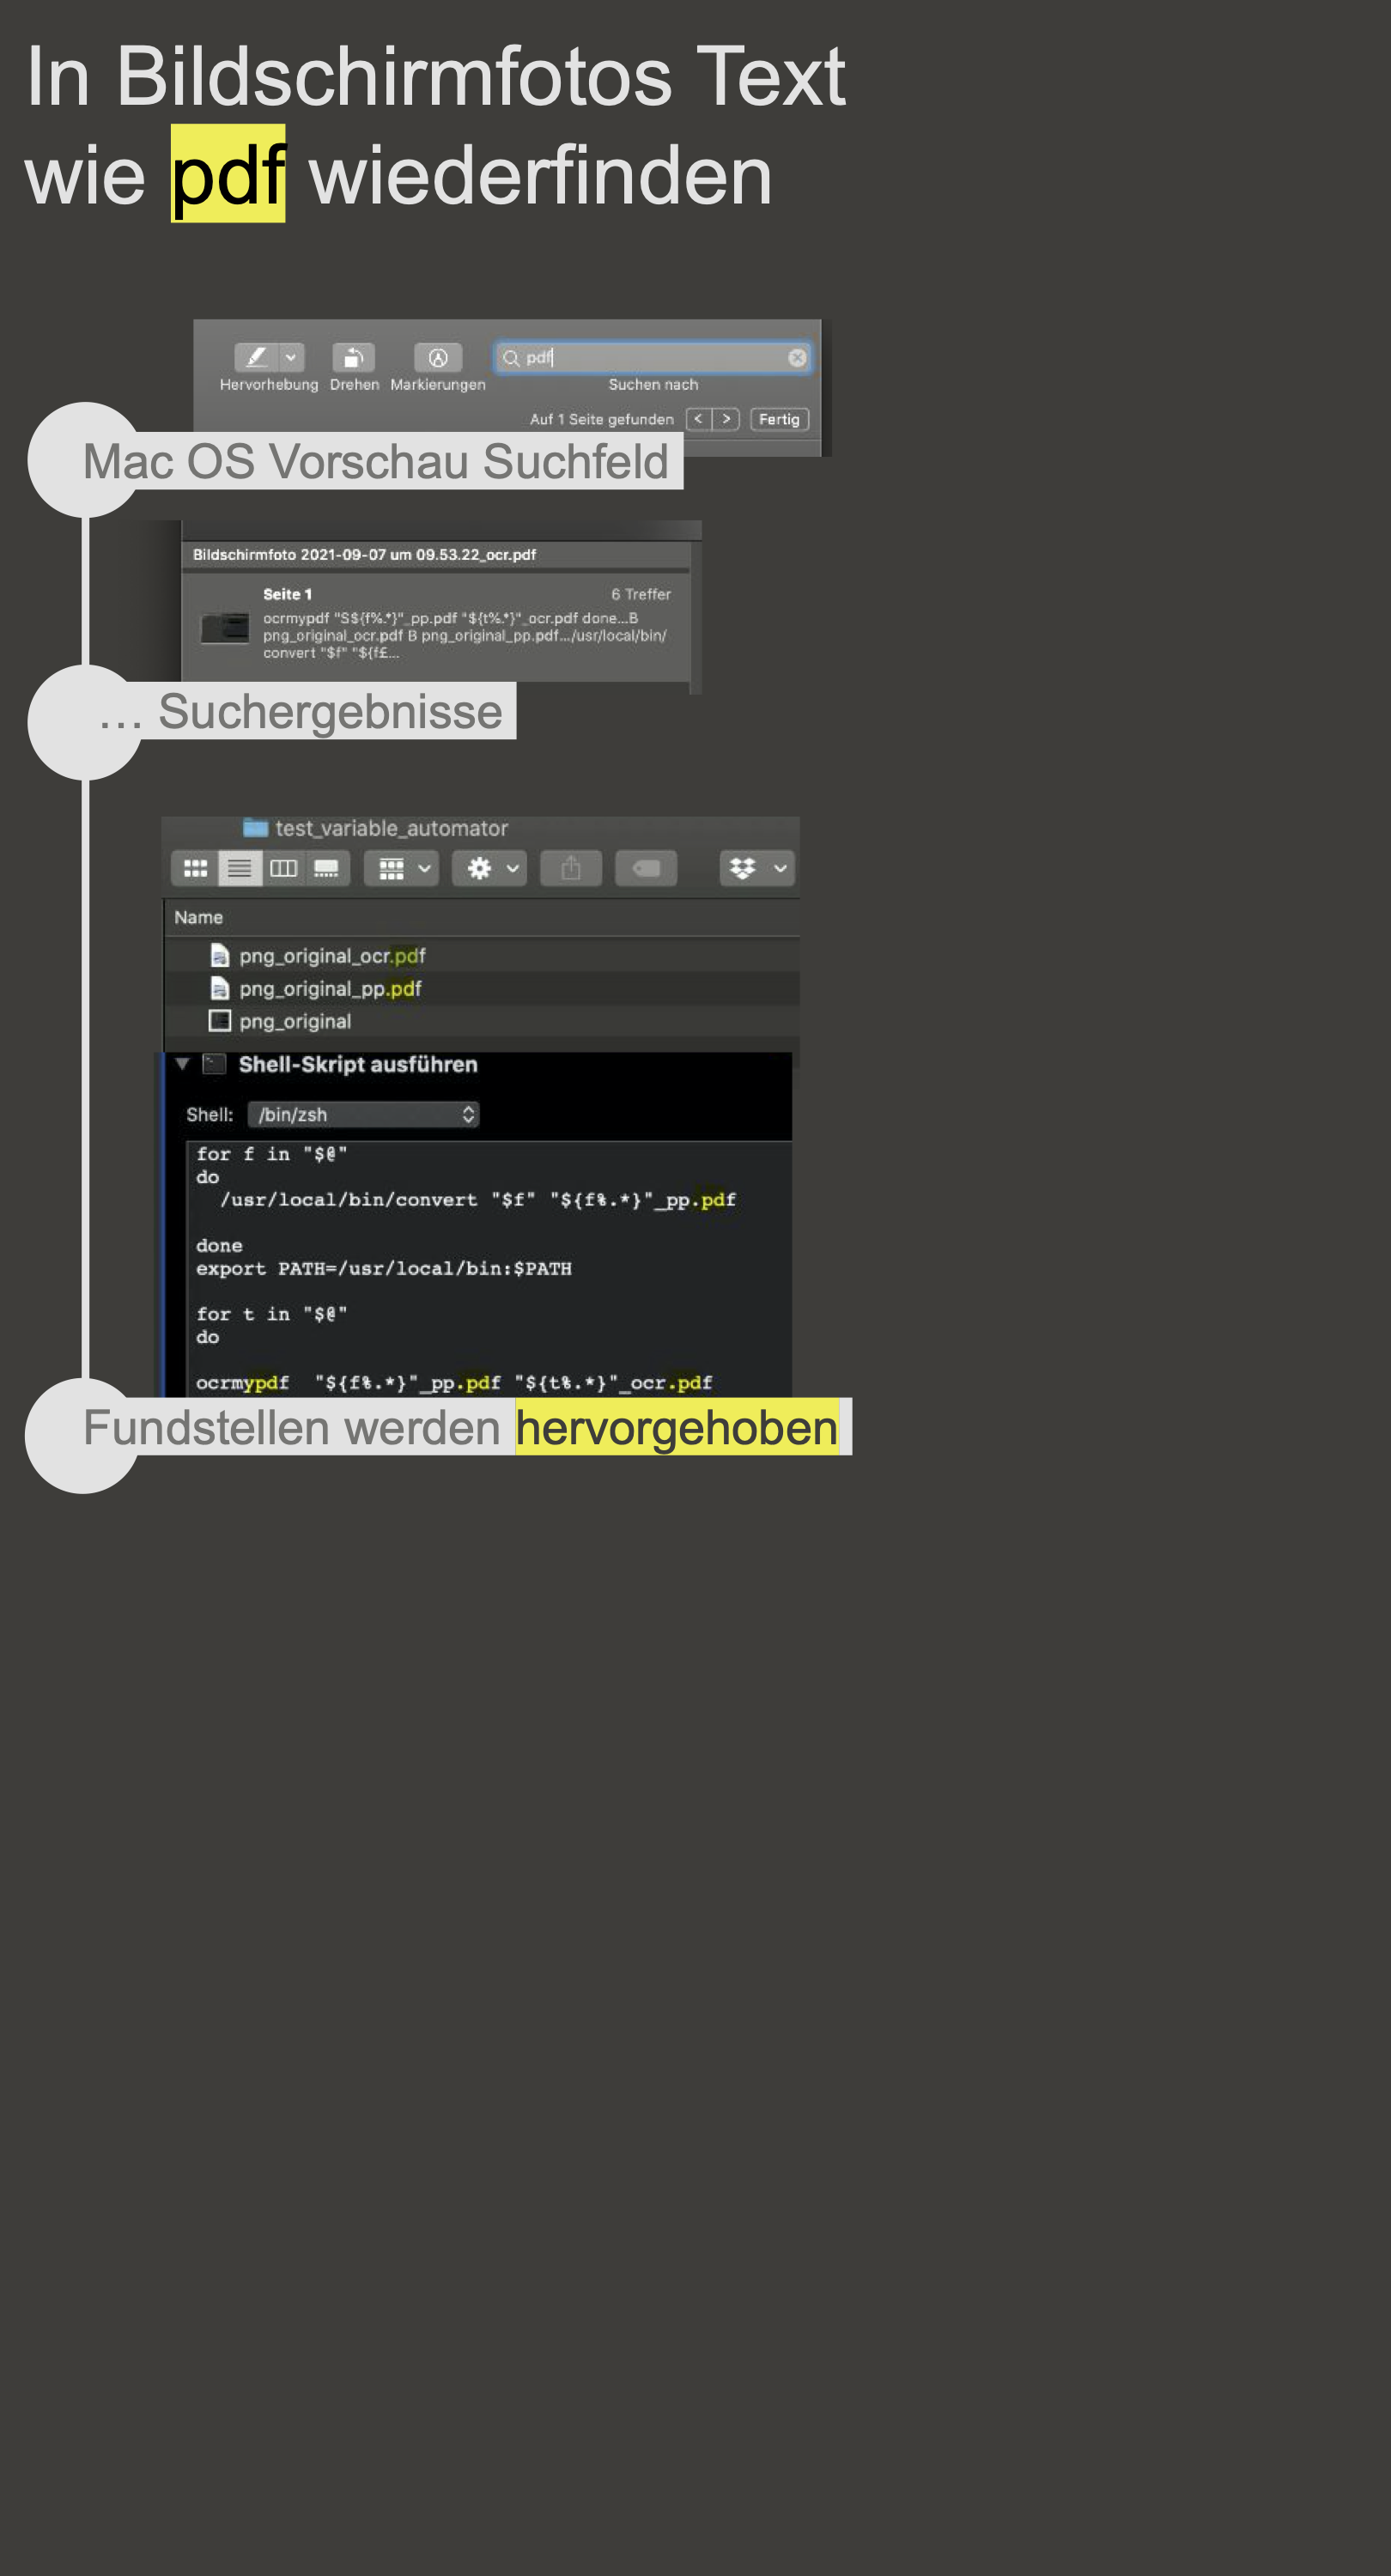 In Bildschirmfotos Text
wie pdf wiederfinden
pdf
Hervorhebung Drehen Markierungen Suchen nach
Auf 1 Seite gefunden < > Fertig
Mac OS Vorschau Suchfeld
Bildschirmfoto 2021-09-07 um 09.53.22_ocr.pdf
Seite 1 6 Treffer
ocrmypdf "S${f%.*}"_pp.pdf "${t%.*}"_ocr.pdf done...B
png_original_ocr.pdf B png_original_pp.pdf.../usr/local/bin/
convert "$f" "${f£...
... Suchergebnisse
test_variable_automator
Name
png_original_ocr.pdf
png_original_pp.pdf
png_original
Shell-Skript ausführen
Shell: /bin/zsh
for f in "$@"
do
/usr/local/bin/convert "$f" "${f%.*}"_pp.pdf
done
export PATH=/usr/local/bin:$PATH
for t in "$@"
do
ocrmypdf "${f%.*}"_pp.pdf "${t%.*}"_ocr.pdf
Fundstellen werden hervorgehoben